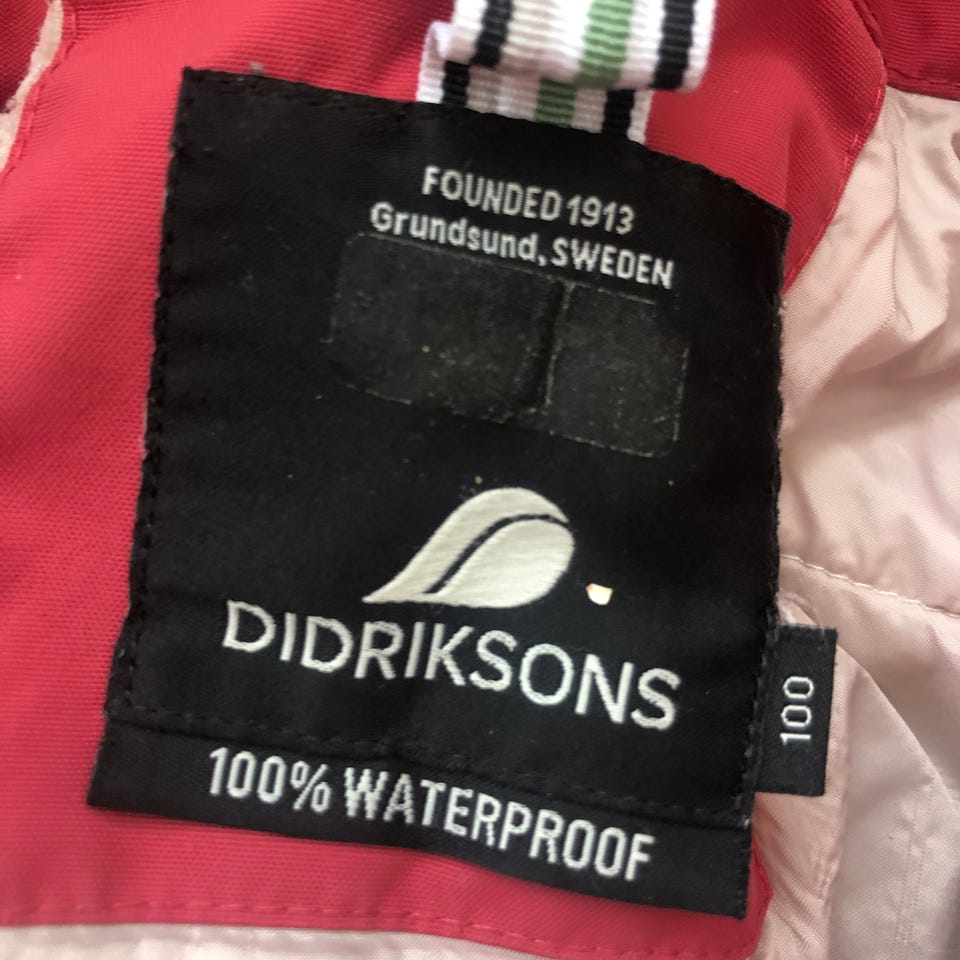 FOUNDED 1913
Grundsund, SWEDEN
DIDRIKSONS
100% WATERPROOF
100